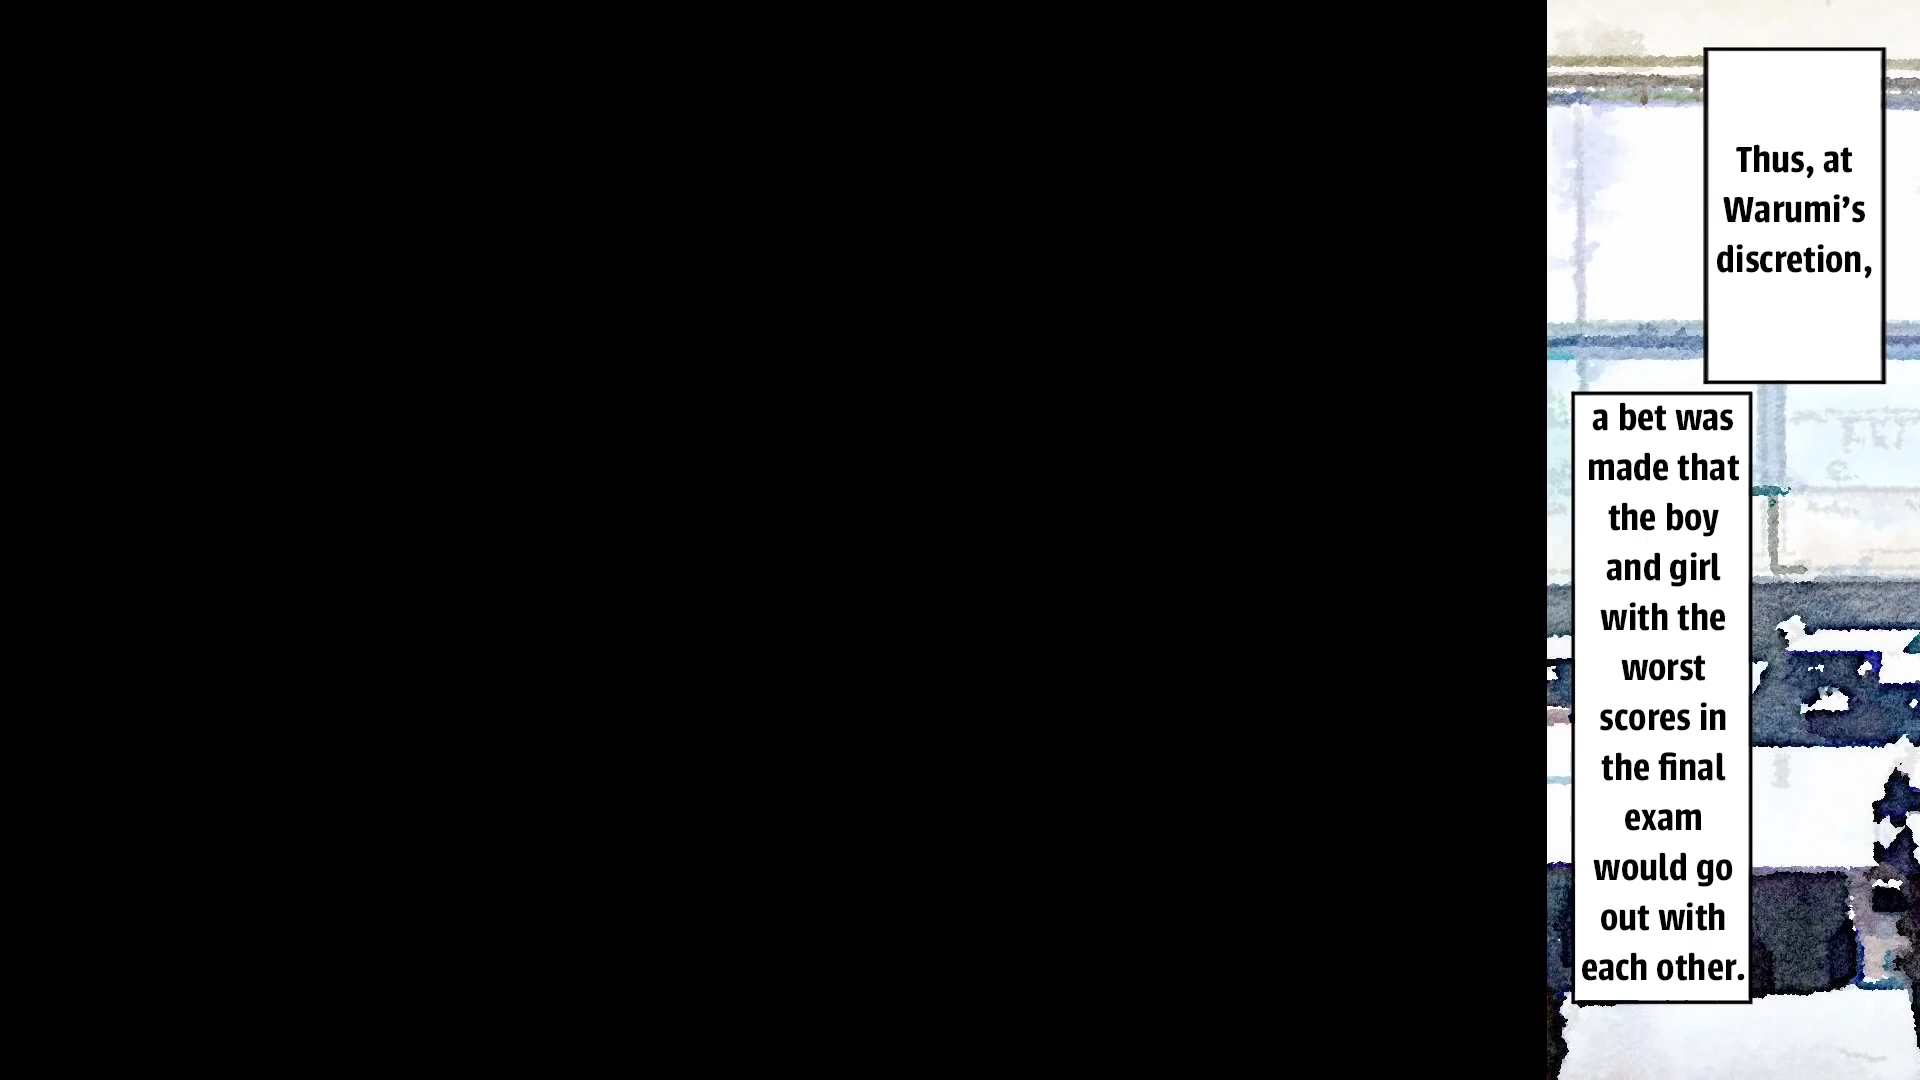 Thus, at
Warumi’s
discretion,
a bet was
made that
the boy
and girl
with the
worst
scores in
the final
exam
would go
out with
each other.